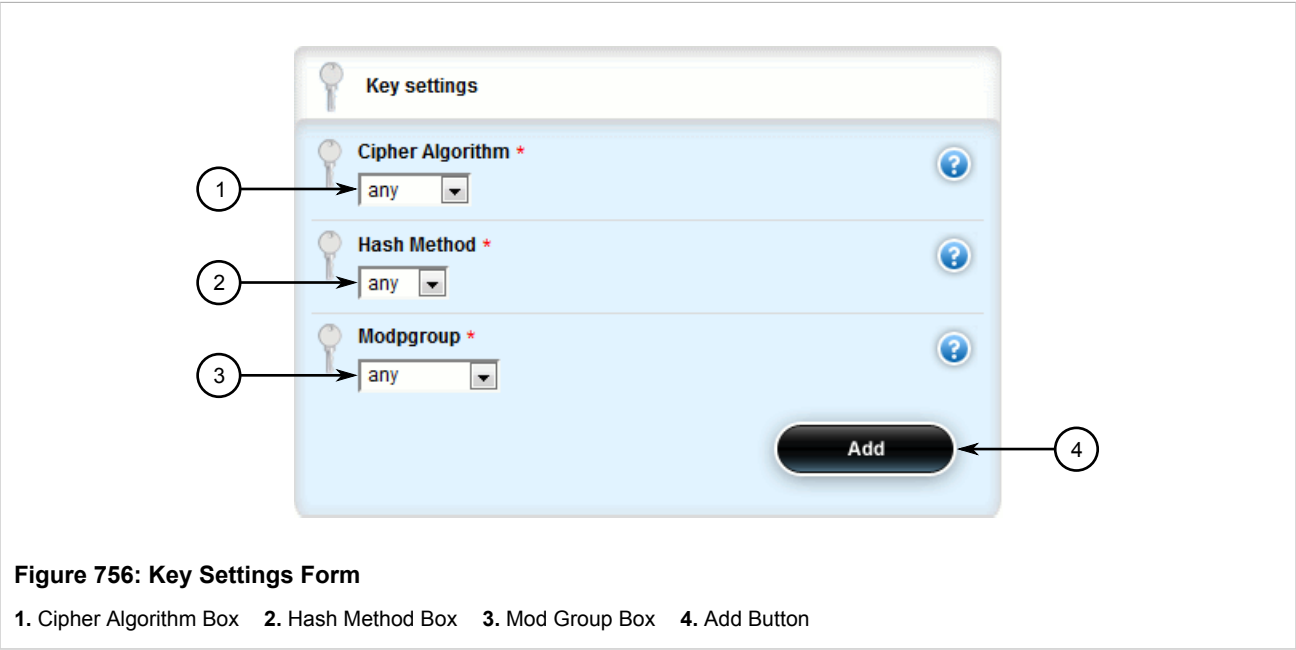 Key settings
Cipher Algorithm *
1
any
?
Hash Method *
2
any
?
Modpgroup *
3
any
?
Add
4
Figure 756: Key Settings Form
1. Cipher Algorithm Box 2. Hash Method Box 3. Mod Group Box 4. Add Button